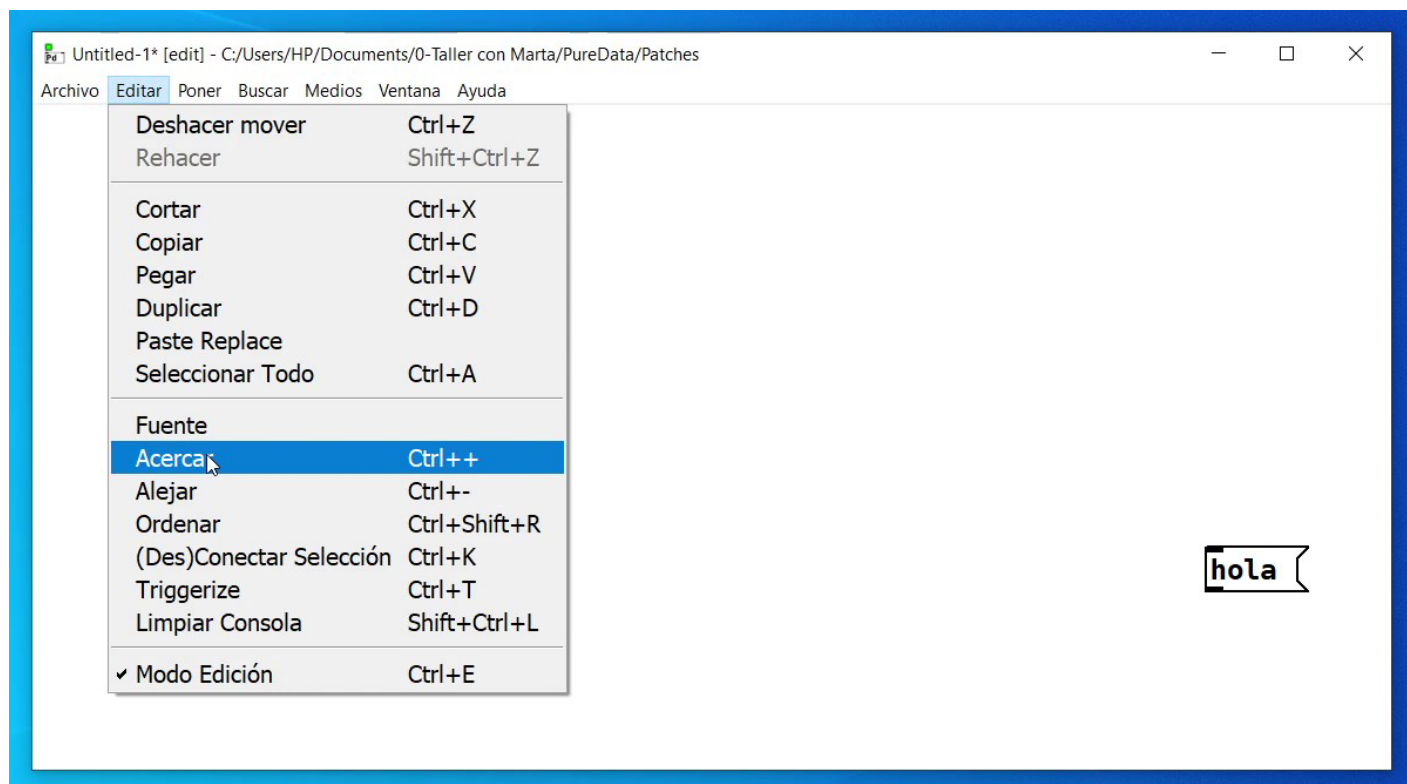 Untitled-1* [edit] - C:/Users/HP/Documents/0-Taller con Marta/PureData/Patches
Archivo Editar Poner Buscar Medios Ventana Ayuda
Deshacer mover Ctrl+Z
Rehacer Shift+Ctrl+Z
Cortar Ctrl+X
Copiar Ctrl+C
Pegar Ctrl+V
Duplicar Ctrl+D
Paste Replace
Seleccionar Todo Ctrl+A
Fuente
Acercar Ctrl++
Alejar Ctrl+-
Ordenar Ctrl+Shift+R
(Des)Conectar Selección Ctrl+K
Triggerize Ctrl+T
Limpiar Consola Shift+Ctrl+L
Modo Edición Ctrl+E
hola